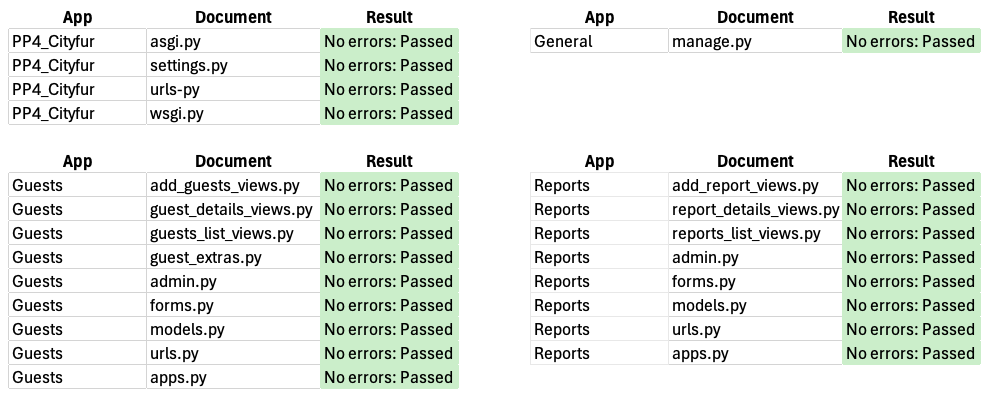 App Document Result
PP4_Cityfur asgi.py No errors: Passed
PP4_Cityfur settings.py No errors: Passed
PP4_Cityfur urls-py No errors: Passed
PP4_Cityfur wsgi.py No errors: Passed
App Document Result
General manage.py No errors: Passed
App Document Result
Guests add_guests_views.py No errors: Passed
Guests guest_details_views.py No errors: Passed
Guests guests_list_views.py No errors: Passed
Guests guest_extras.py No errors: Passed
Guests admin.py No errors: Passed
Guests forms.py No errors: Passed
Guests models.py No errors: Passed
Guests urls.py No errors: Passed
Guests apps.py No errors: Passed
App Document Result
Reports add_report_views.py No errors: Passed
Reports report_details_views.py No errors: Passed
Reports reports_list_views.py No errors: Passed
Reports admin.py No errors: Passed
Reports forms.py No errors: Passed
Reports models.py No errors: Passed
Reports urls.py No errors: Passed
Reports apps.py No errors: Passed